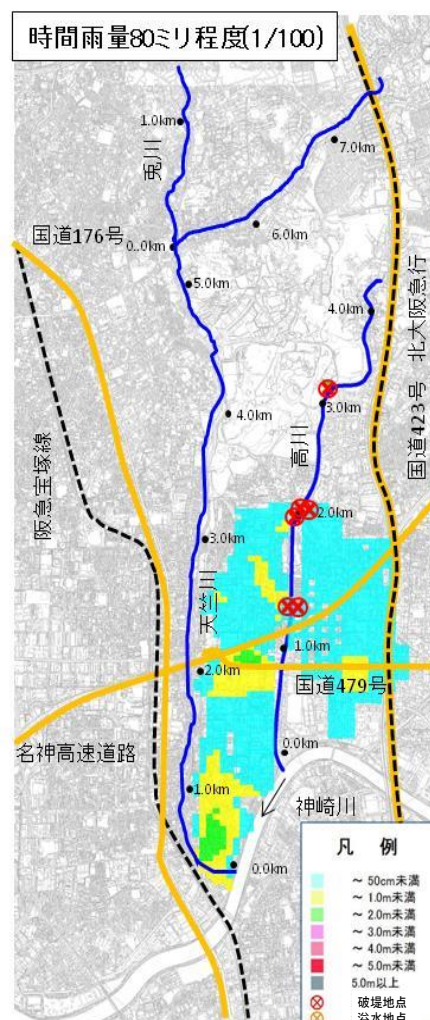 時間雨量80ミリ程度(1/100)
1.0km
兎川
7.0km
国道176号
0..0km
6.0km
5.0km
4.0km
北大阪急行
国道423号
3.0km
4.0km
高川
阪急宝塚線
2.0km
3.0km
天竺川
1.0km
2.0km
国道479号
名神高速道路
0.0km
1.0km
神崎川
0.0km
凡 例
~ 50cm未満
~ 1.0m未満
~ 2.0m未満
~ 3.0m未満
~ 4.0m未満
~ 5.0m未満
5.0m以上
破堤地点
溢水地点